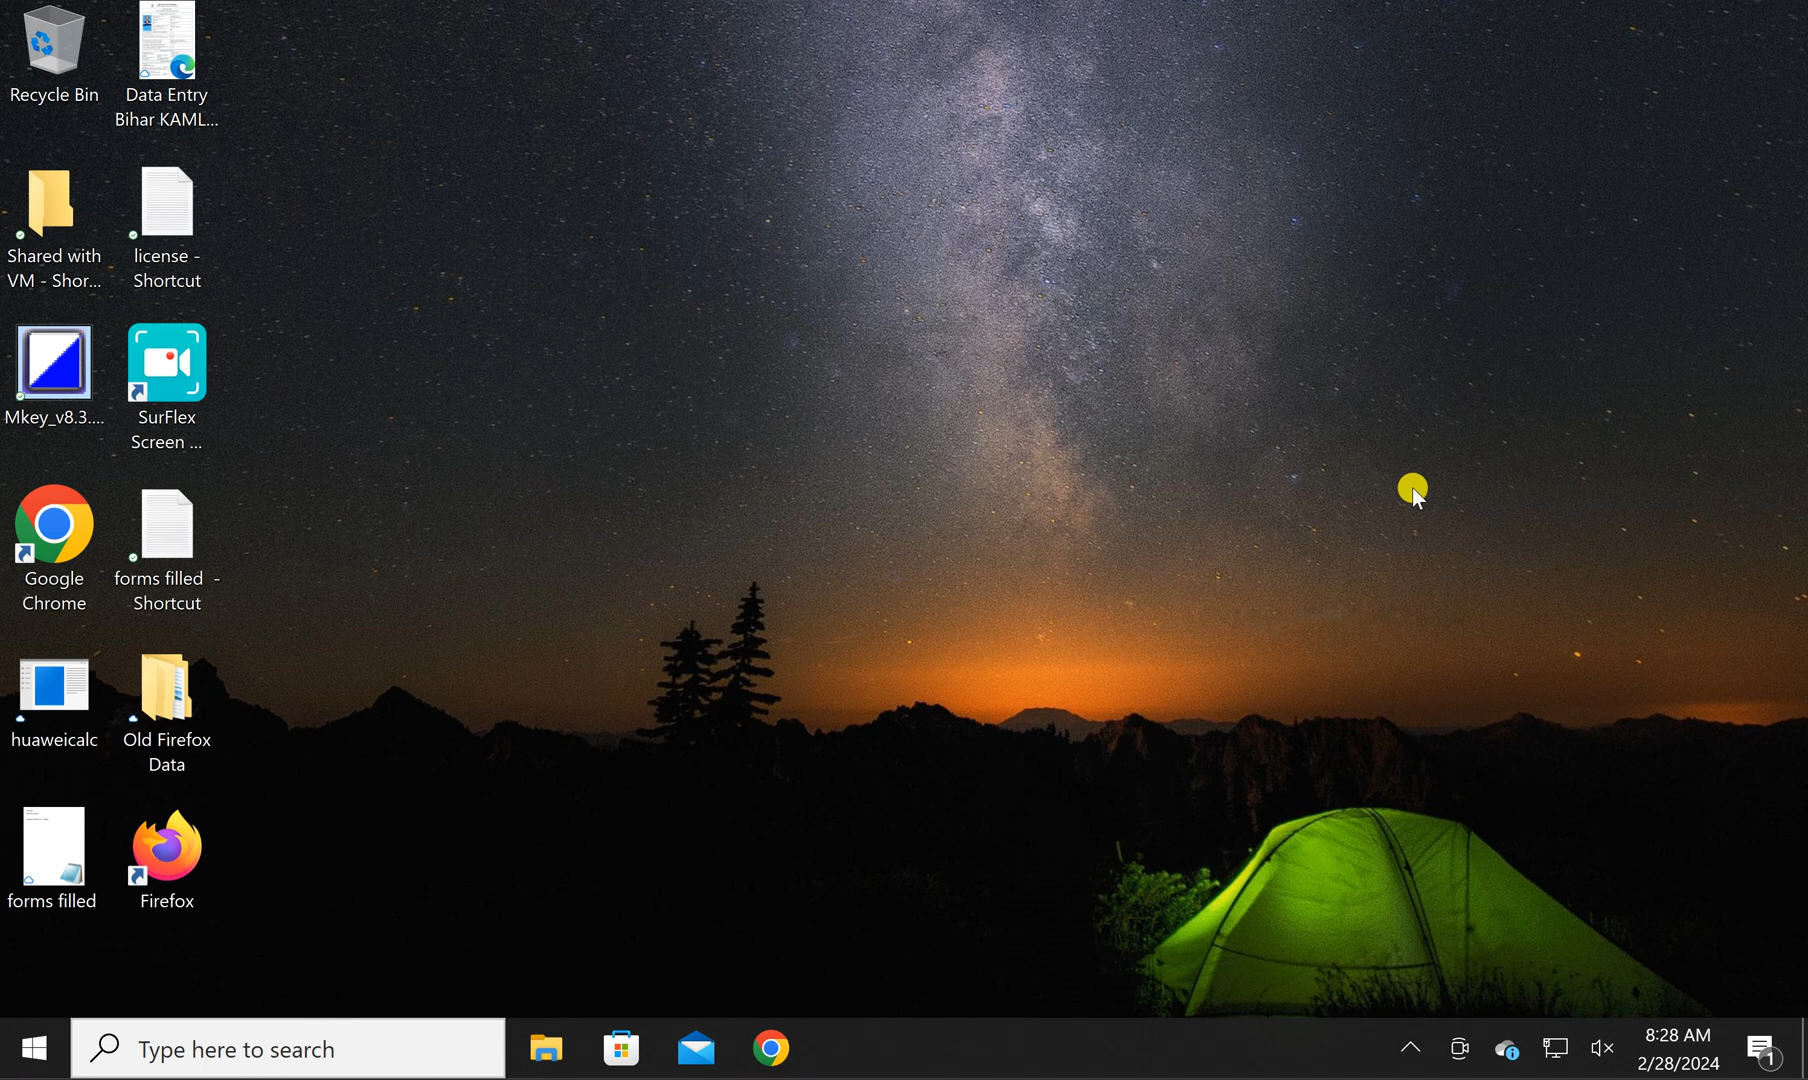 Recycle Bin
Data Entry
Bihar KAML...
Shared with
VM - Shor...
license -
Shortcut
Mkey_v8.3....
SurFlex
Screen ...
Google
Chrome
forms filled -
Shortcut
huaweicalc
Old Firefox
Data
forms filled
Firefox
Type here to search
8:28 AM
2/28/2024
1